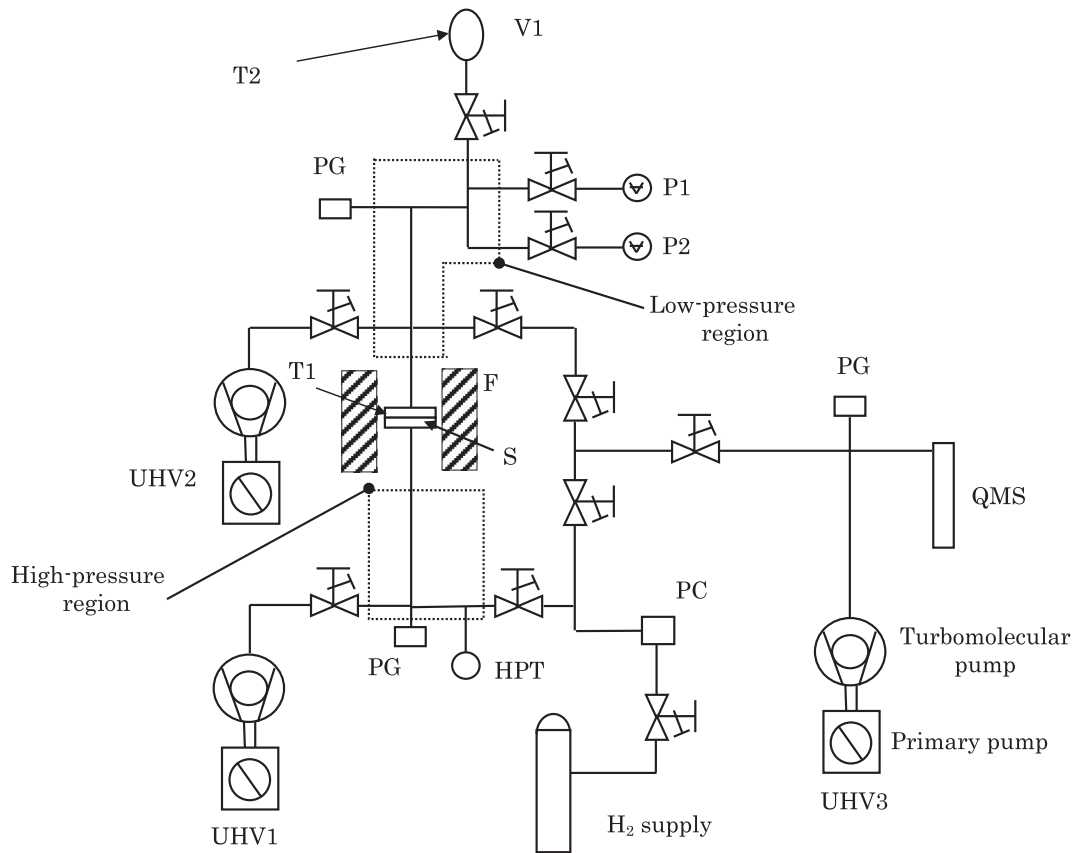 V1
T2
PG
P1
P2
Low-pressure
region
T1
F
PG
S
UHV2
QMS
High-pressure
region
PC
Turbomolecular
pump
PG
HPT
Primary pump
UHV3
H₂ supply
UHV1